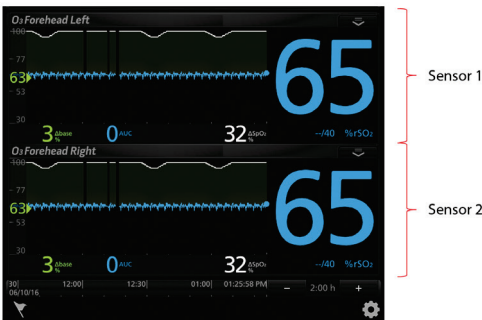 O₃ Forehead Left
100
77
63
53
30
65
Sensor 1
3 Δbase %
0 AUC
32 ΔSpO₂ %
--/40 %rSO₂
O₃ Forehead Right
100
77
63
53
30
65
Sensor 2
3 Δbase %
0 AUC
32 ΔSpO₂ %
--/40 %rSO₂
30| 12:00| 12:30| 01:00| 01:25:58 PM − 2:00 h +
06/10/16